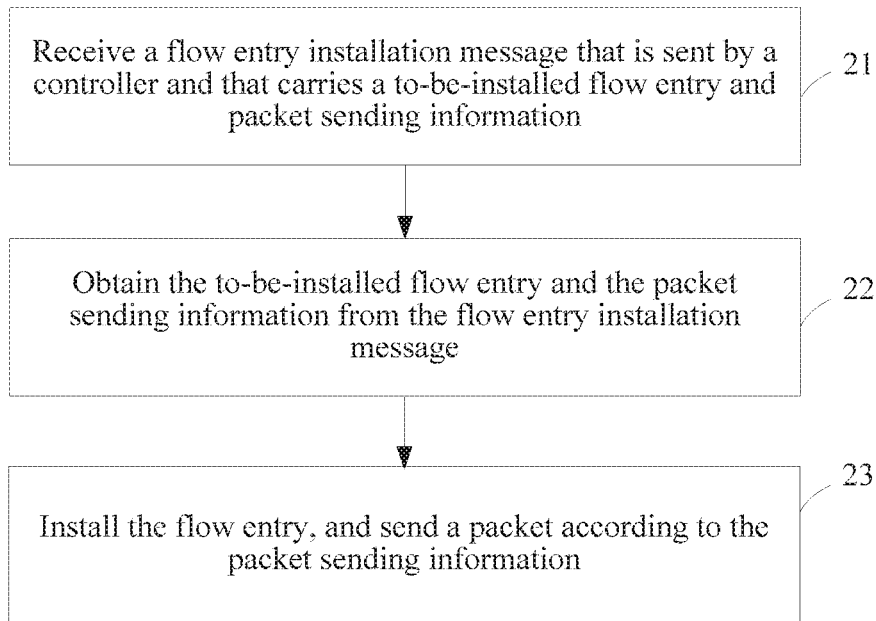 Receive a flow entry installation message that is sent by a
controller and that carries a to-be-installed flow entry and
packet sending information
21
Obtain the to-be-installed flow entry and the packet
sending information from the flow entry installation
message
22
Install the flow entry, and send a packet according to the
packet sending information
23